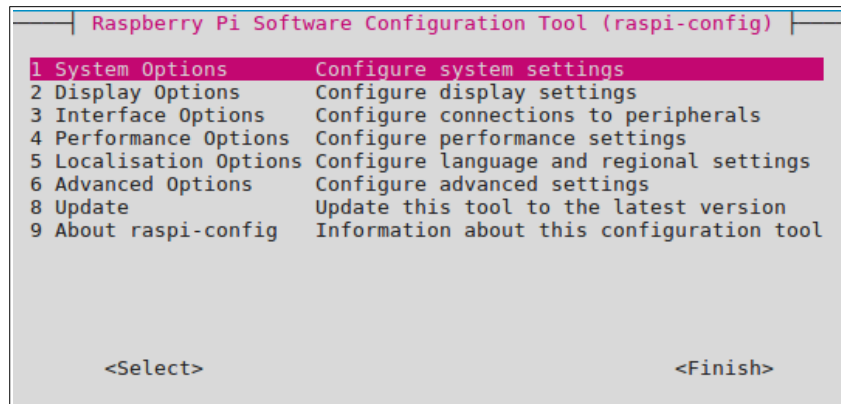 Raspberry Pi Software Configuration Tool (raspi-config)
1 System Options Configure system settings
2 Display Options Configure display settings
3 Interface Options Configure connections to peripherals
4 Performance Options Configure performance settings
5 Localisation Options Configure language and regional settings
6 Advanced Options Configure advanced settings
8 Update Update this tool to the latest version
9 About raspi-config Information about this configuration tool
<Select> <Finish>